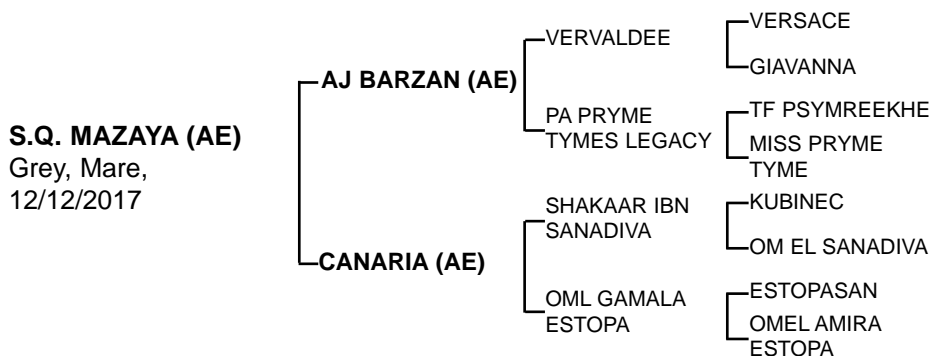 S.Q. MAZAYA (AE)
Grey, Mare,
12/12/2017
AJ BARZAN (AE)
CANARIA (AE)
VERVALDEE
PA PRYME
TYMES LEGACY
SHAKAAR IBN
SANADIVA
OML GAMALA
ESTOPA
VERSACE
GIAVANNA
TF PSYMREEKHE
MISS PRYME
TYME
KUBINEC
OM EL SANADIVA
ESTOPASAN
OMEL AMIRA
ESTOPA